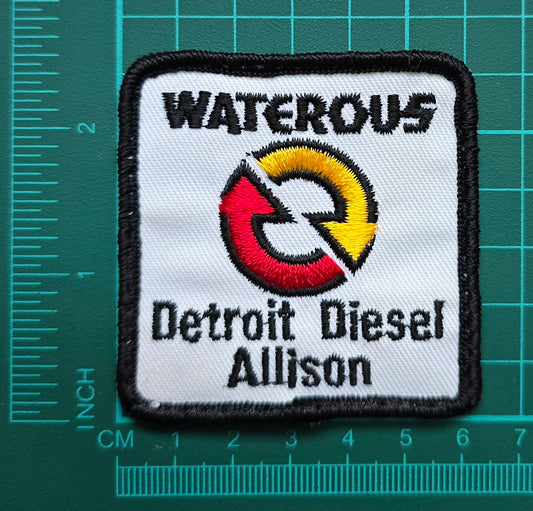 WATEROUS
Detroit Diesel
Allison
2
1
INCH
CM 1 2 3 4 5 6 7